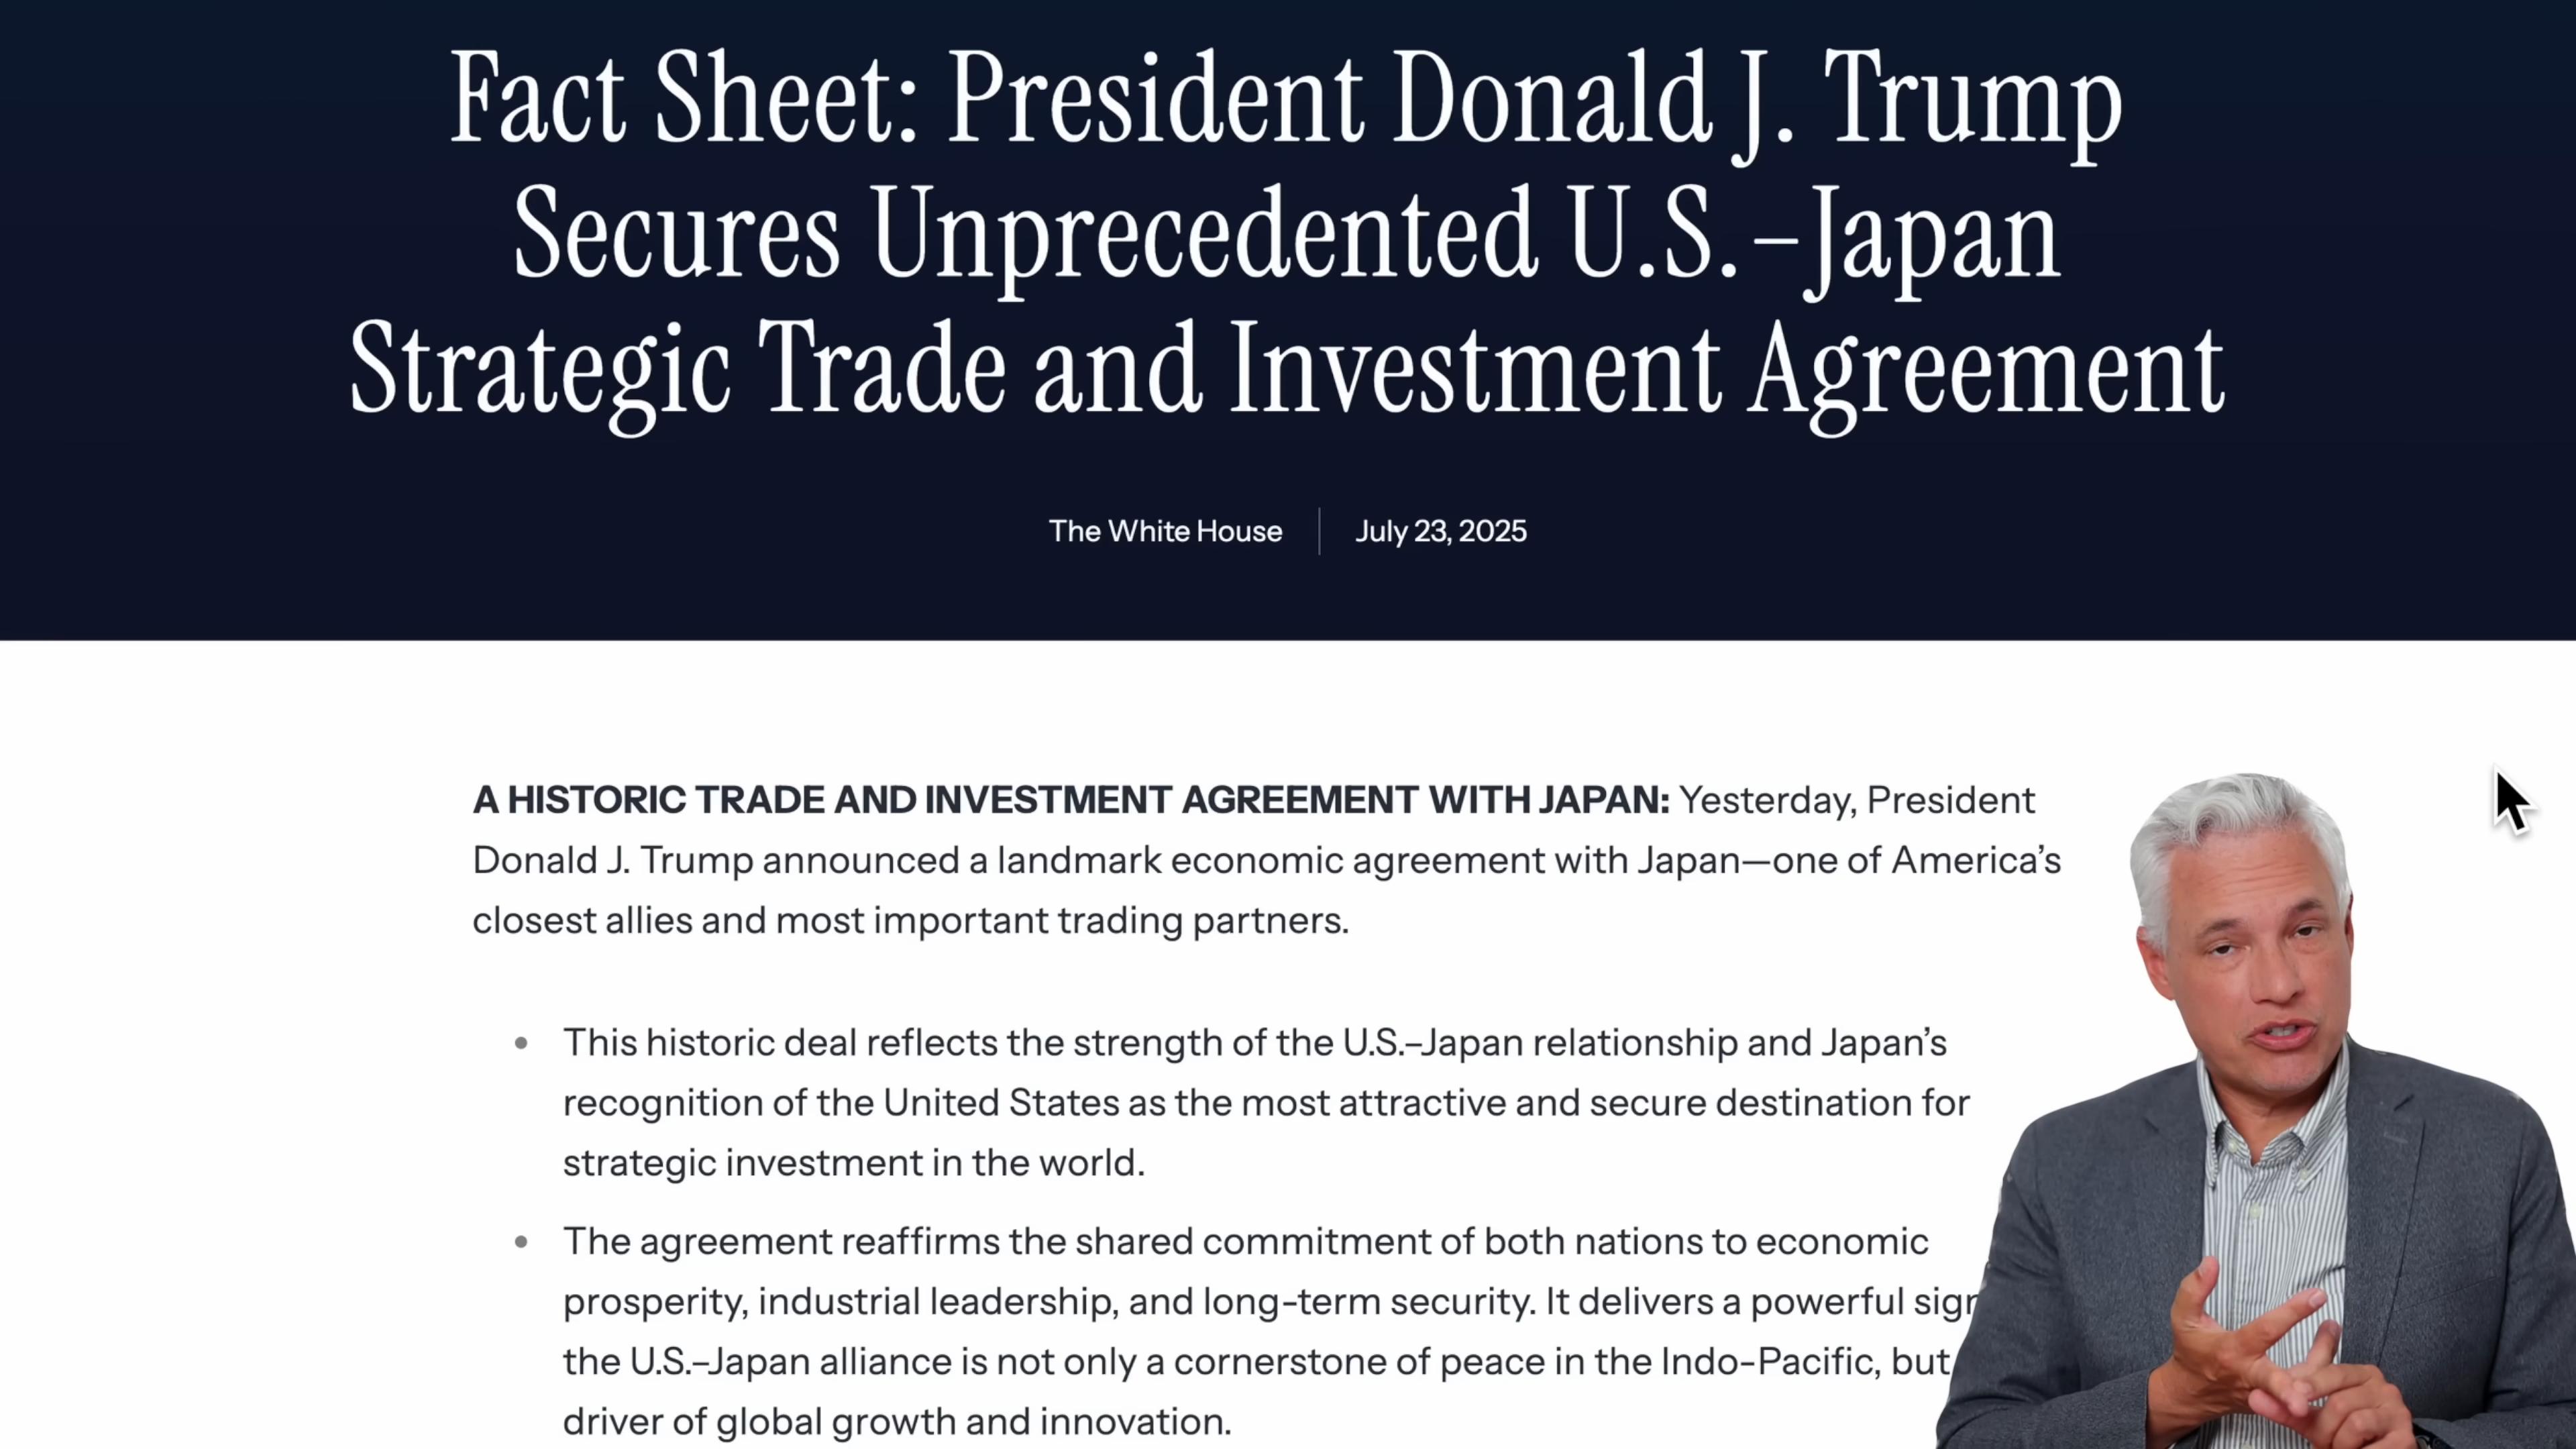 Fact Sheet: President Donald J. Trump
Secures Unprecedented U.S.–Japan
Strategic Trade and Investment Agreement
The White House
July 23, 2025
A HISTORIC TRADE AND INVESTMENT AGREEMENT WITH JAPAN: Yesterday, President
Donald J. Trump announced a landmark economic agreement with Japan—one of America’s
closest allies and most important trading partners.
• This historic deal reflects the strength of the U.S.–Japan relationship and Japan’s
recognition of the United States as the most attractive and secure destination for
strategic investment in the world.
• The agreement reaffirms the shared commitment of both nations to economic
prosperity, industrial leadership, and long-term security. It delivers a powerful
the U.S.–Japan alliance is not only a cornerstone of peace in the Indo-Pacific, but
driver of global growth and innovation.